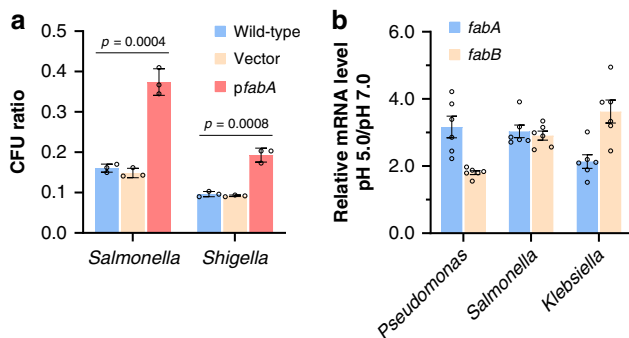 a
CFU ratio
0.5
0.4
0.3
0.2
0.1
0.0
p = 0.0004
p = 0.0008
Wild-type
Vector
pfabA
Salmonella
Shigella
b
Relative mRNA level
pH 5.0/pH 7.0
6.0
4.0
2.0
0.0
fabA
fabB
Pseudomonas
Salmonella
Klebsiella